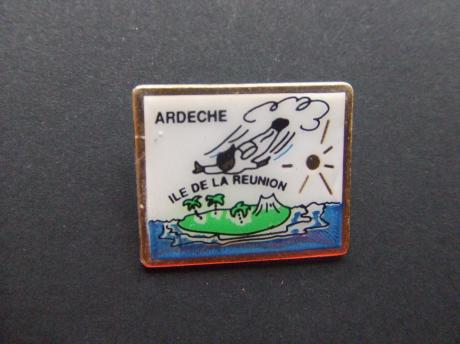 ARDECHE
ILE DE LA REUNION